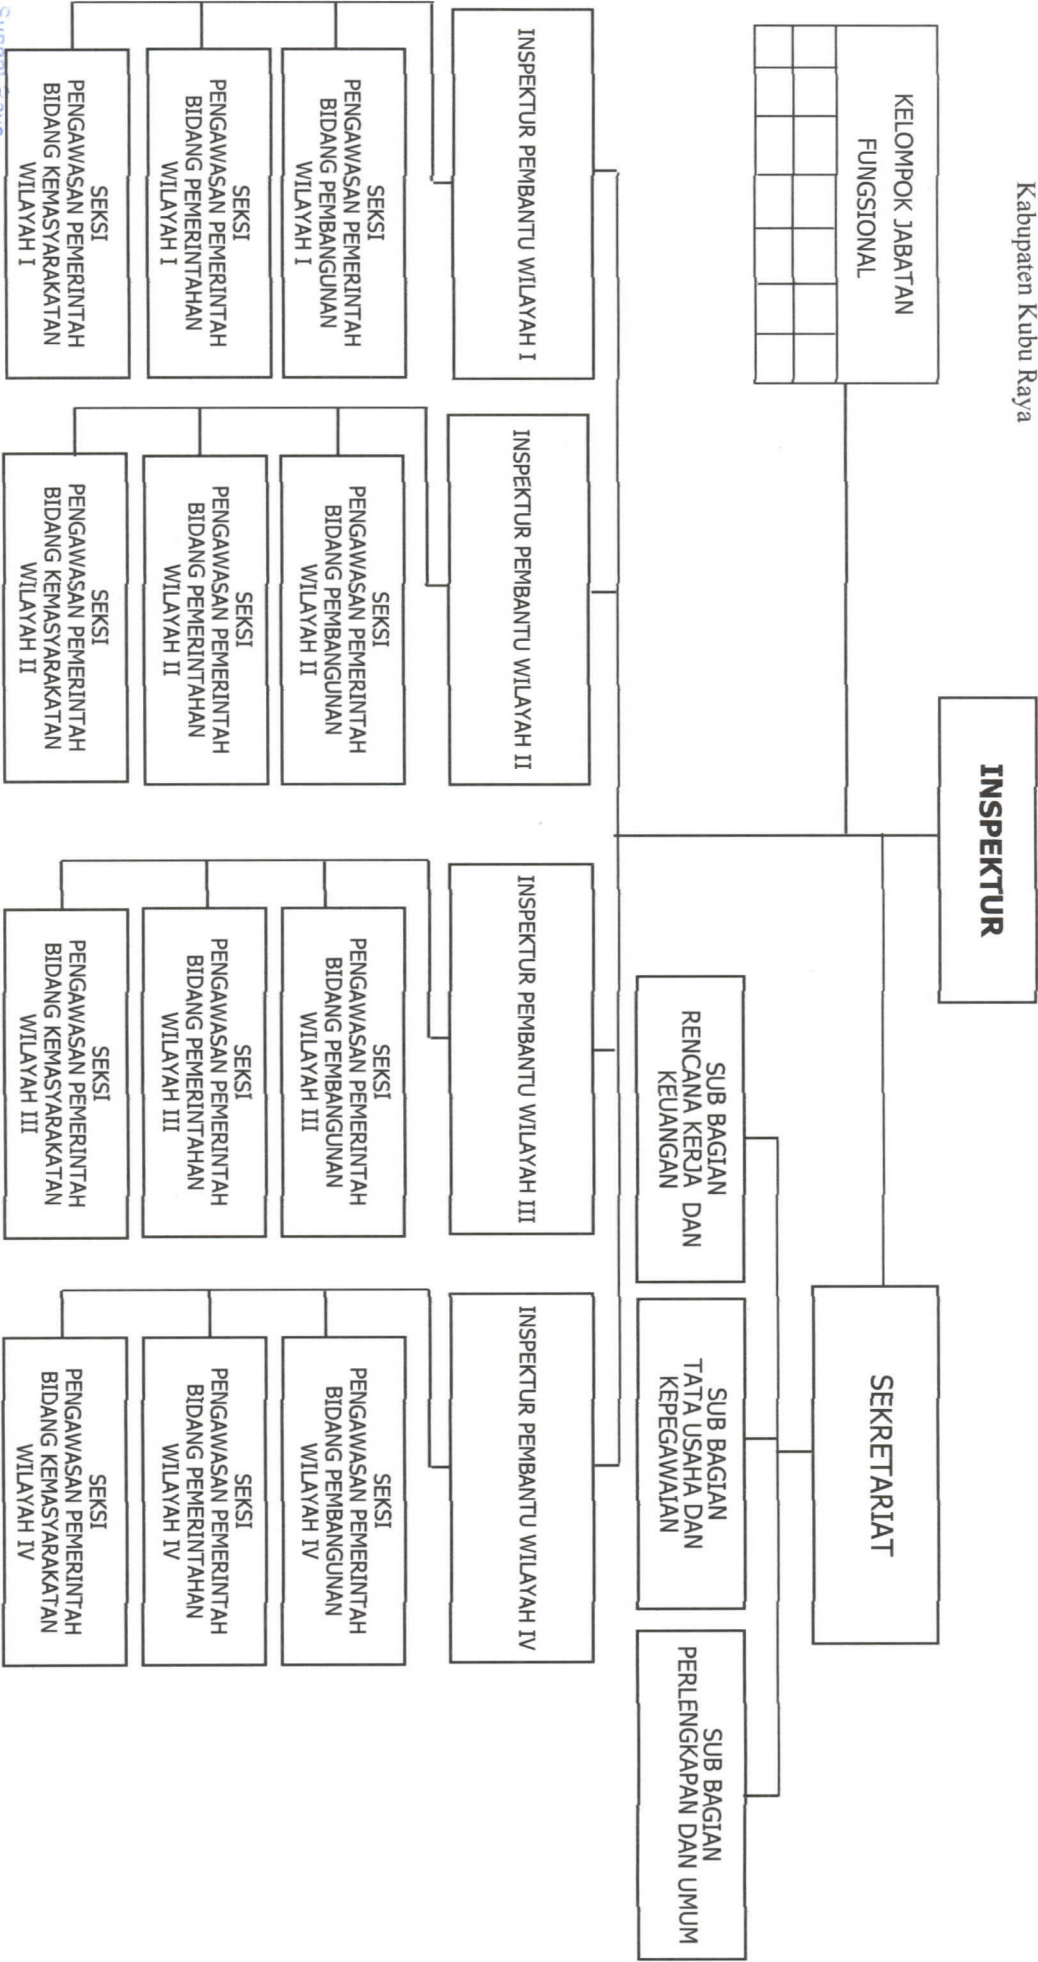 Kabupaten Kubu Raya
INSPEKTUR
KELOMPOK JABATAN
FUNGSIONAL
SEKRETARIAT
SUB BAGIAN
RENCANA KERJA DAN
KEUANGAN
SUB BAGIAN
TATA USAHA DAN
KEPEGAWAIAN
SUB BAGIAN
PERLENGKAPAN DAN UMUM
INSPEKTUR PEMBANTU WILAYAH I
INSPEKTUR PEMBANTU WILAYAH II
INSPEKTUR PEMBANTU WILAYAH III
INSPEKTUR PEMBANTU WILAYAH IV
SEKSI
PENGAWASAN PEMERINTAH
BIDANG PEMBANGUNAN
WILAYAH I
SEKSI
PENGAWASAN PEMERINTAH
BIDANG PEMBANGUNAN
WILAYAH II
SEKSI
PENGAWASAN PEMERINTAH
BIDANG PEMBANGUNAN
WILAYAH III
SEKSI
PENGAWASAN PEMERINTAH
BIDANG PEMBANGUNAN
WILAYAH IV
SEKSI
PENGAWASAN PEMERINTAH
BIDANG PEMERINTAHAN
WILAYAH I
SEKSI
PENGAWASAN PEMERINTAH
BIDANG PEMERINTAHAN
WILAYAH II
SEKSI
PENGAWASAN PEMERINTAH
BIDANG PEMERINTAHAN
WILAYAH III
SEKSI
PENGAWASAN PEMERINTAH
BIDANG PEMERINTAHAN
WILAYAH IV
SEKSI
PENGAWASAN PEMERINTAH
BIDANG KEMASYARAKATAN
WILAYAH I
SEKSI
PENGAWASAN PEMERINTAH
BIDANG KEMASYARAKATAN
WILAYAH II
SEKSI
PENGAWASAN PEMERINTAH
BIDANG KEMASYARAKATAN
WILAYAH III
SEKSI
PENGAWASAN PEMERINTAH
BIDANG KEMASYARAKATAN
WILAYAH IV